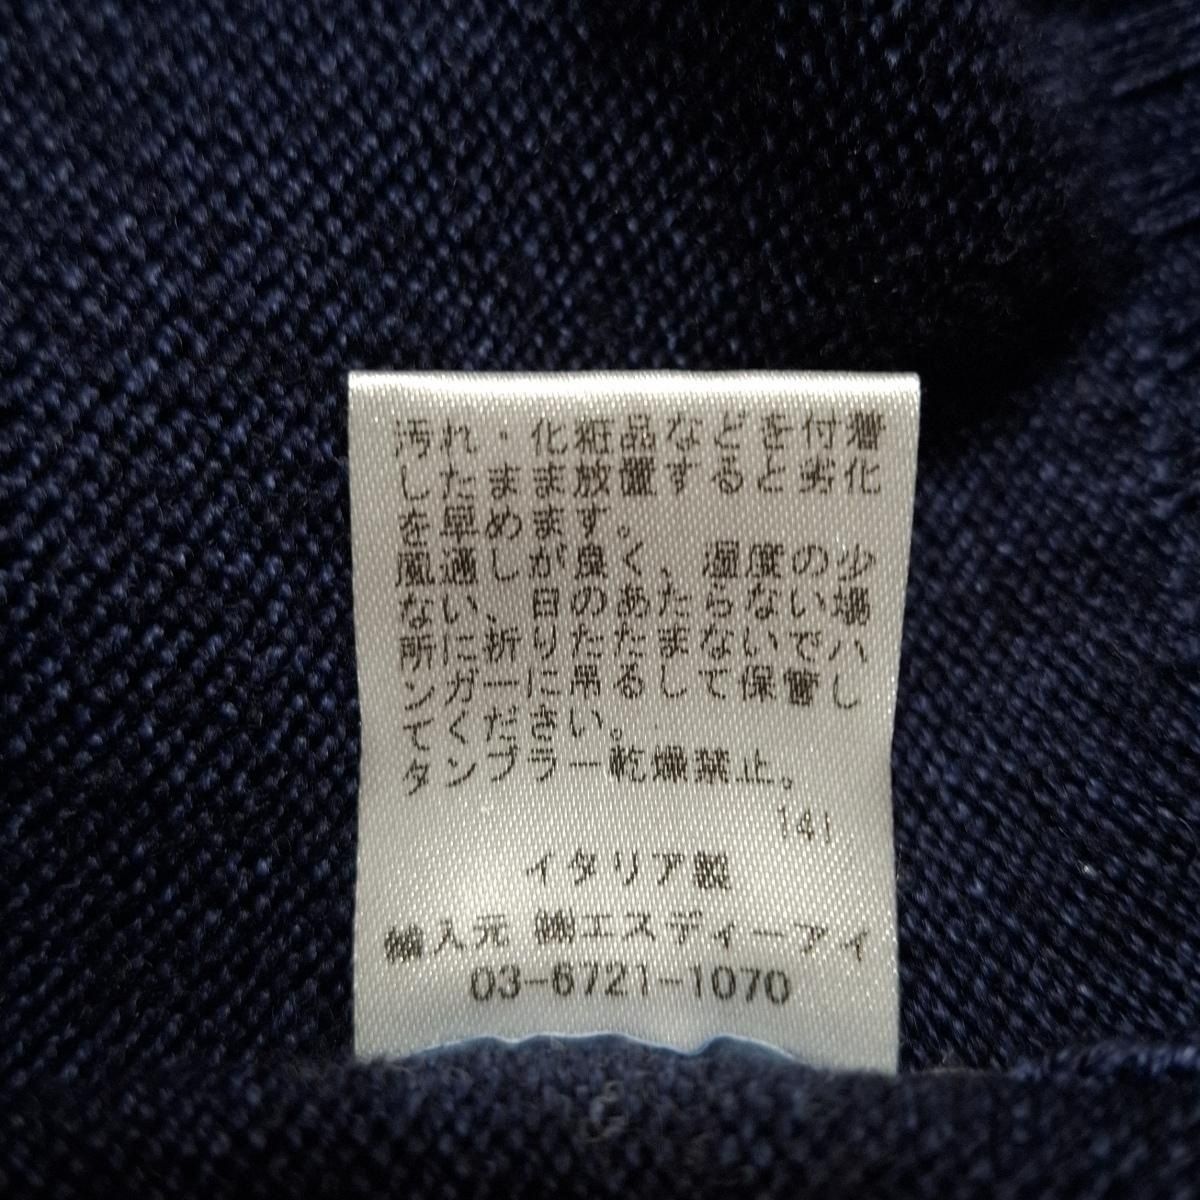 汚れ・化粧品などを付着
したまま放置すると劣化
を早めます。
風通しが良く、湿度の少
ない、日のあたらない場
所に折りたたまないでハ
ンガーに吊るして保管し
てください。
タンブラー乾燥禁止。
141
イタリア製
輸入元 ㈱エスディーアイ
03-6721-1070